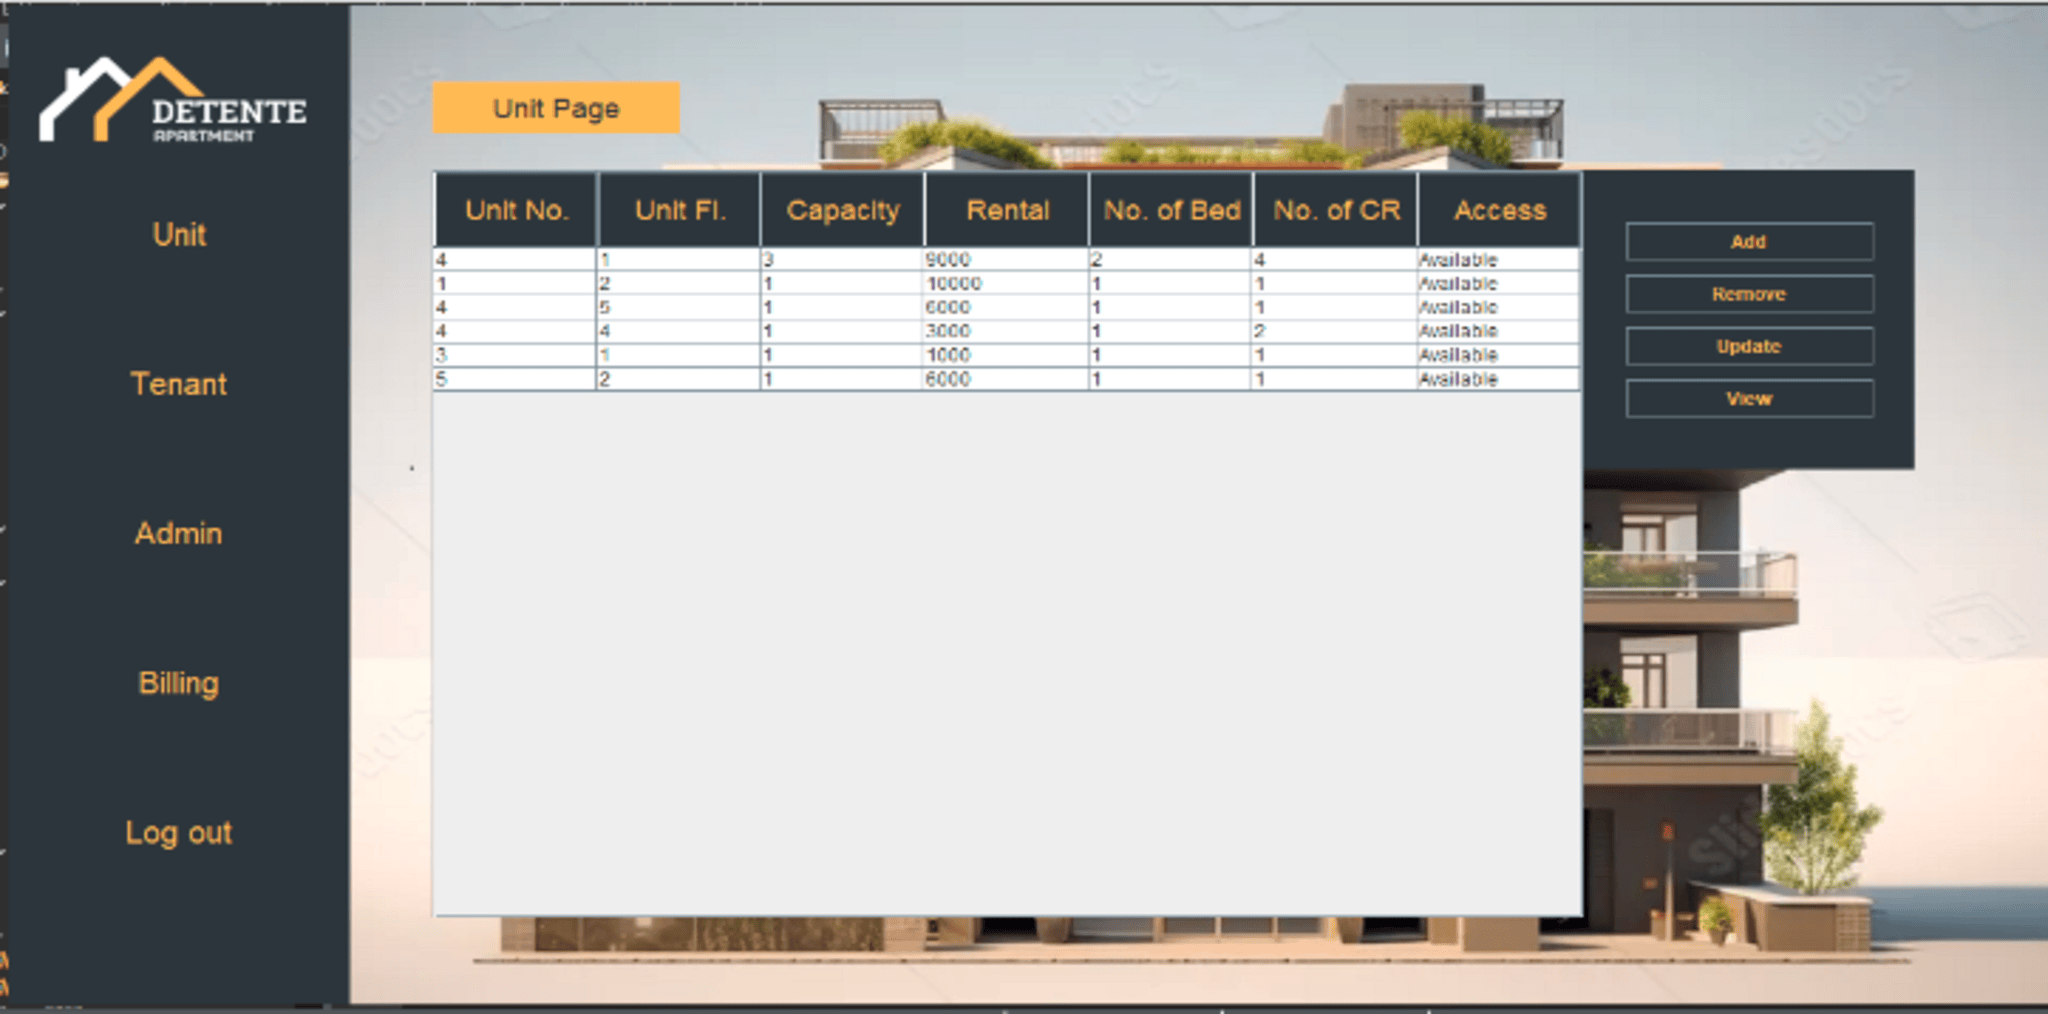 DETENTE
APARTMENT
Unit
Tenant
Admin
Billing
Log out
Unit Page
Unit No. Unit Fl. Capacity Rental No. of Bed No. of CR Access
4 1 3 9000 2 4 Available
1 2 1 10000 1 1 Available
4 5 1 6000 1 1 Available
4 4 1 3000 1 2 Available
3 1 1 1000 1 1 Available
5 2 1 6000 1 1 Available
Add
Remove
Update
View